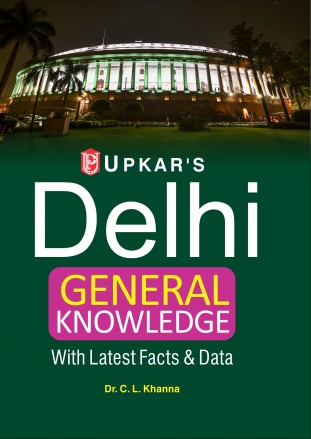 UPKAR'S
Delhi
GENERAL
KNOWLEDGE
With Latest Facts & Data
Dr. C. L. Khanna